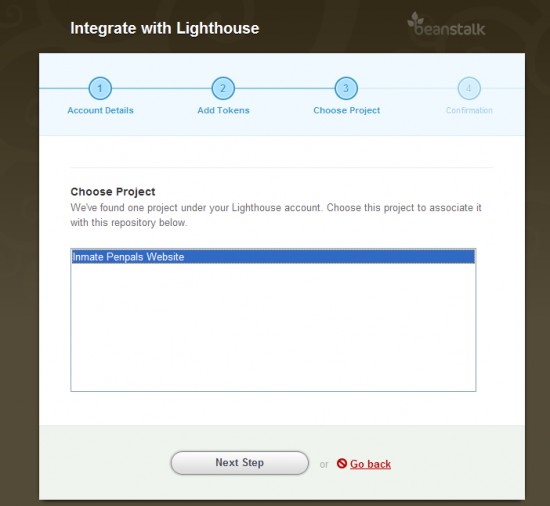 Integrate with Lighthouse
beanstalk
1
2
3
4
Account Details
Add Tokens
Choose Project
Confirmation
Choose Project
We've found one project under your Lighthouse account. Choose this project to associate it
with this repository below.
Inmate Penpals Website
Next Step or Go back